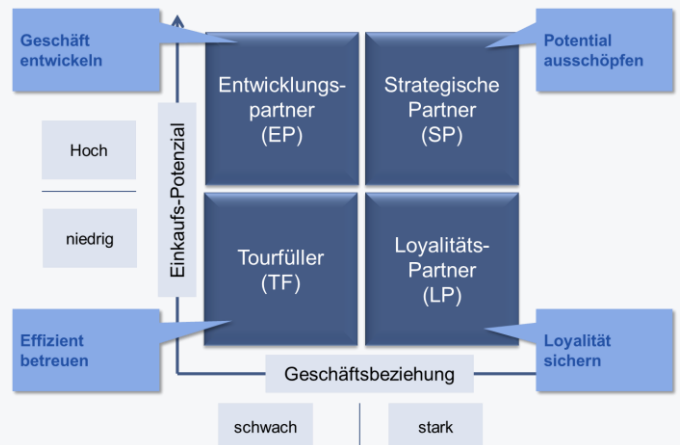 Geschäft
entwickeln
Potential
ausschöpfen
Entwicklungs-
partner
(EP)
Strategische
Partner
(SP)
Hoch
niedrig
Einkaufs-Potenzial
Tourfüller
(TF)
Loyalitäts-
Partner
(LP)
Effizient
betreuen
Loyalität
sichern
Geschäftsbeziehung
schwach
stark